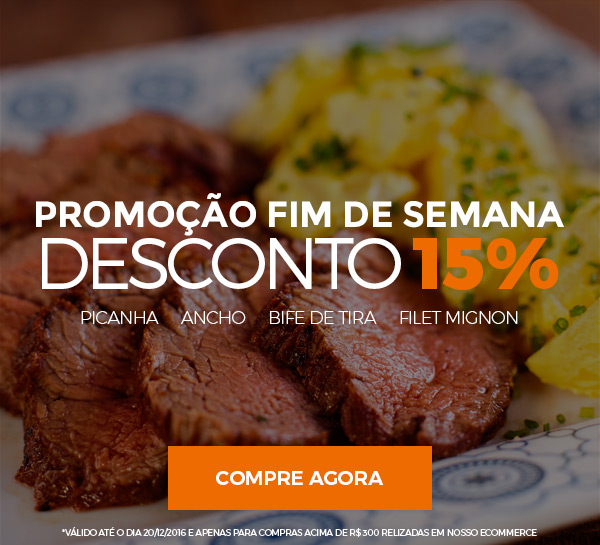 PROMOÇÃO FIM DE SEMANA
DESCONTO 15%
PICANHA ANCHO BIFE DE TIRA FILET MIGNON
COMPRE AGORA
*VÁLIDO ATÉ O DIA 20/12/2016 E APENAS PARA COMPRAS ACIMA DE R$300 RELIZADAS EM NOSSO ECOMMERCE